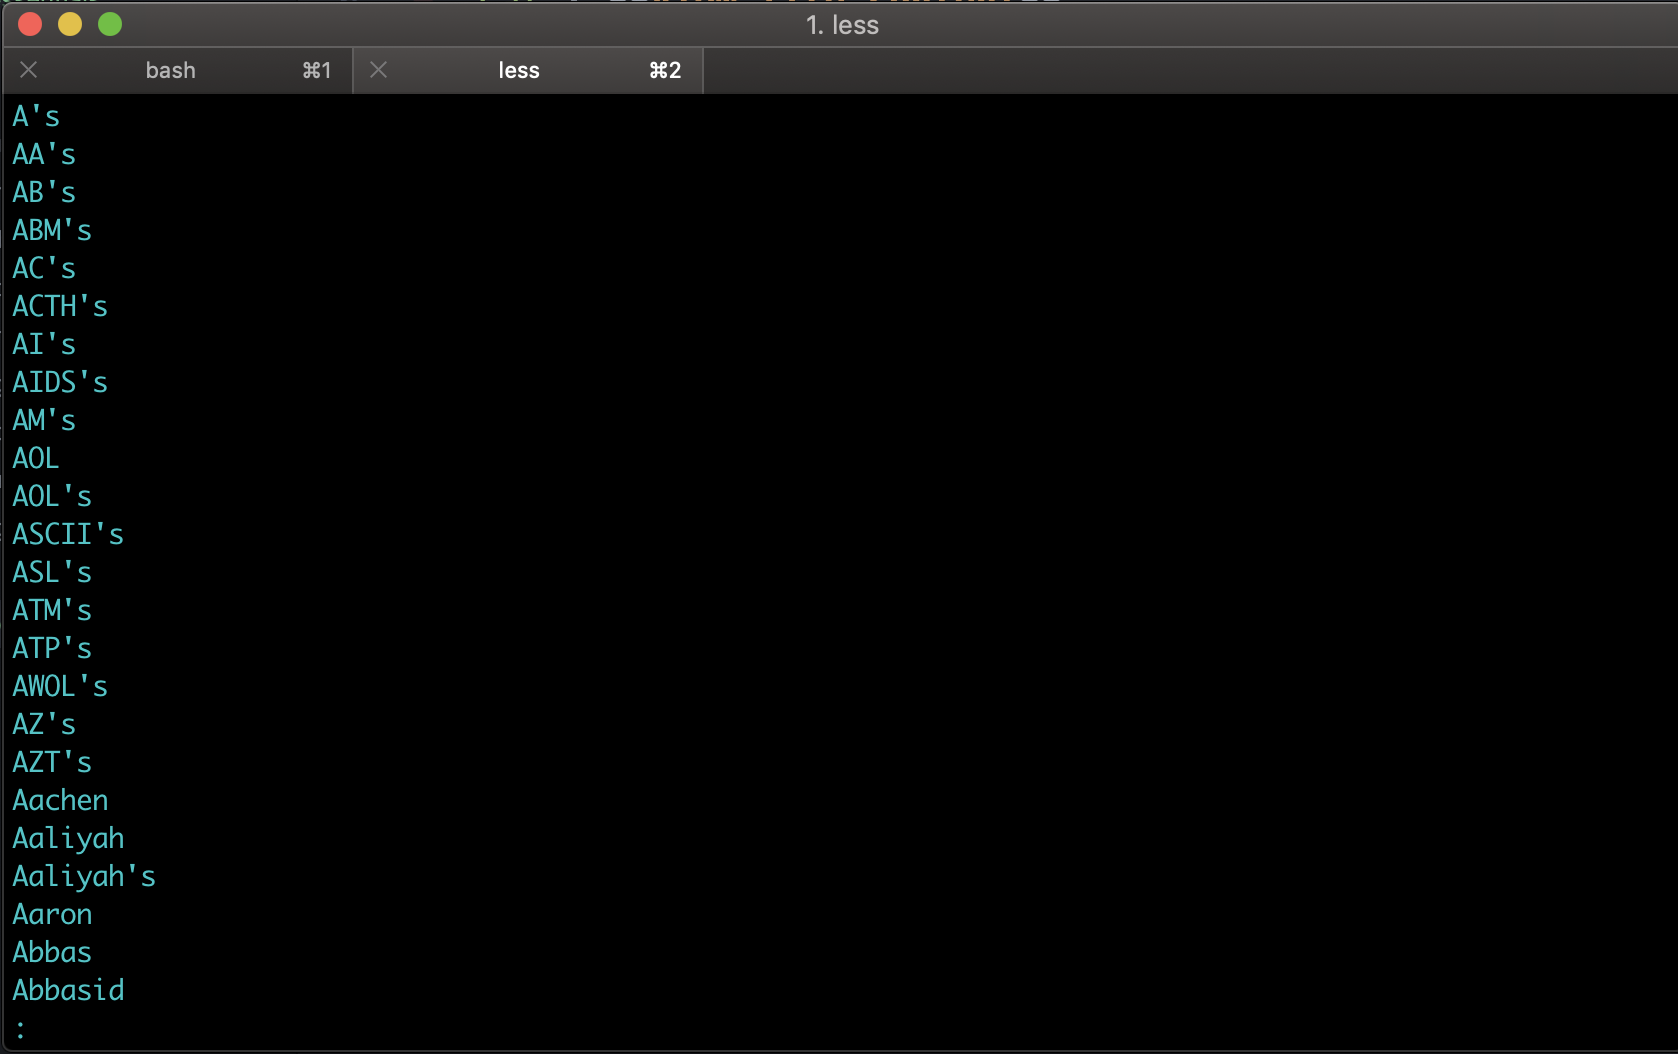 1. less
bash ⌘1 less ⌘2
A's
AA's
AB's
ABM's
AC's
ACTH's
AI's
AIDS's
AM's
AOL
AOL's
ASCII's
ASL's
ATM's
ATP's
AWOL's
AZ's
AZT's
Aachen
Aaliyah
Aaliyah's
Aaron
Abbas
Abbasid
: